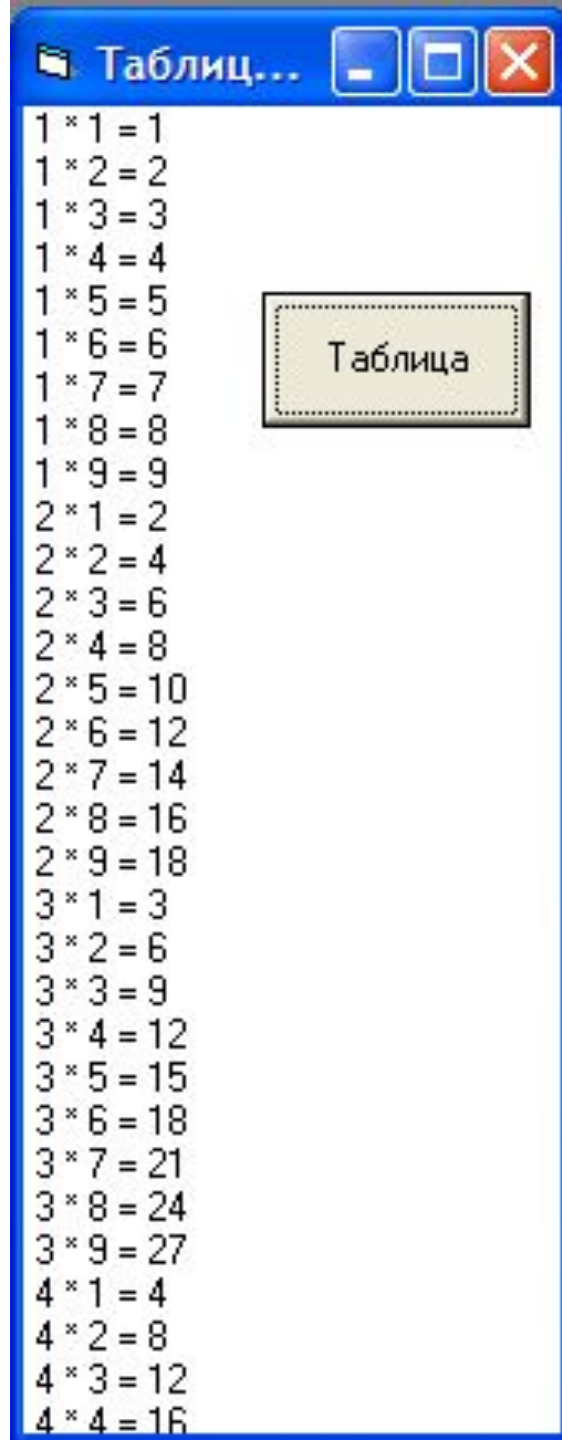 Таблиц...
1 * 1 = 1
1 * 2 = 2
1 * 3 = 3
1 * 4 = 4
1 * 5 = 5
1 * 6 = 6
Таблица
1 * 7 = 7
1 * 8 = 8
1 * 9 = 9
2 * 1 = 2
2 * 2 = 4
2 * 3 = 6
2 * 4 = 8
2 * 5 = 10
2 * 6 = 12
2 * 7 = 14
2 * 8 = 16
2 * 9 = 18
3 * 1 = 3
3 * 2 = 6
3 * 3 = 9
3 * 4 = 12
3 * 5 = 15
3 * 6 = 18
3 * 7 = 21
3 * 8 = 24
3 * 9 = 27
4 * 1 = 4
4 * 2 = 8
4 * 3 = 12
4 * 4 = 16